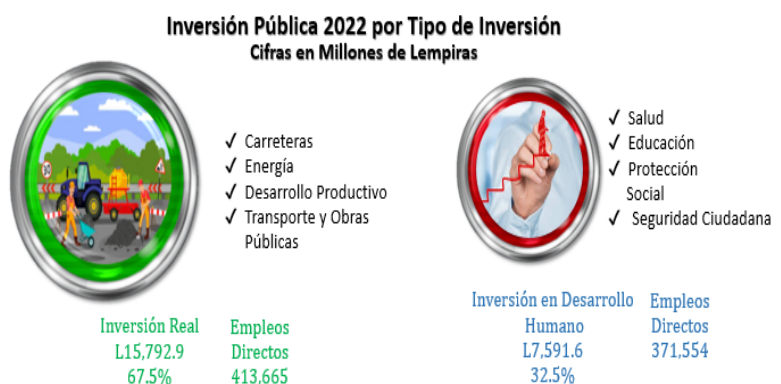 Inversión Pública 2022 por Tipo de Inversión
Cifras en Millones de Lempiras
✓ Carreteras
✓ Energía
✓ Desarrollo Productivo
✓ Transporte y Obras
Públicas
✓ Salud
✓ Educación
✓ Protección
Social
✓ Seguridad Ciudadana
Inversión Real
L15,792.9
67.5%
Empleos
Directos
413,665
Inversión en Desarrollo
Humano
L7,591.6
32.5%
Empleos
Directos
371,554